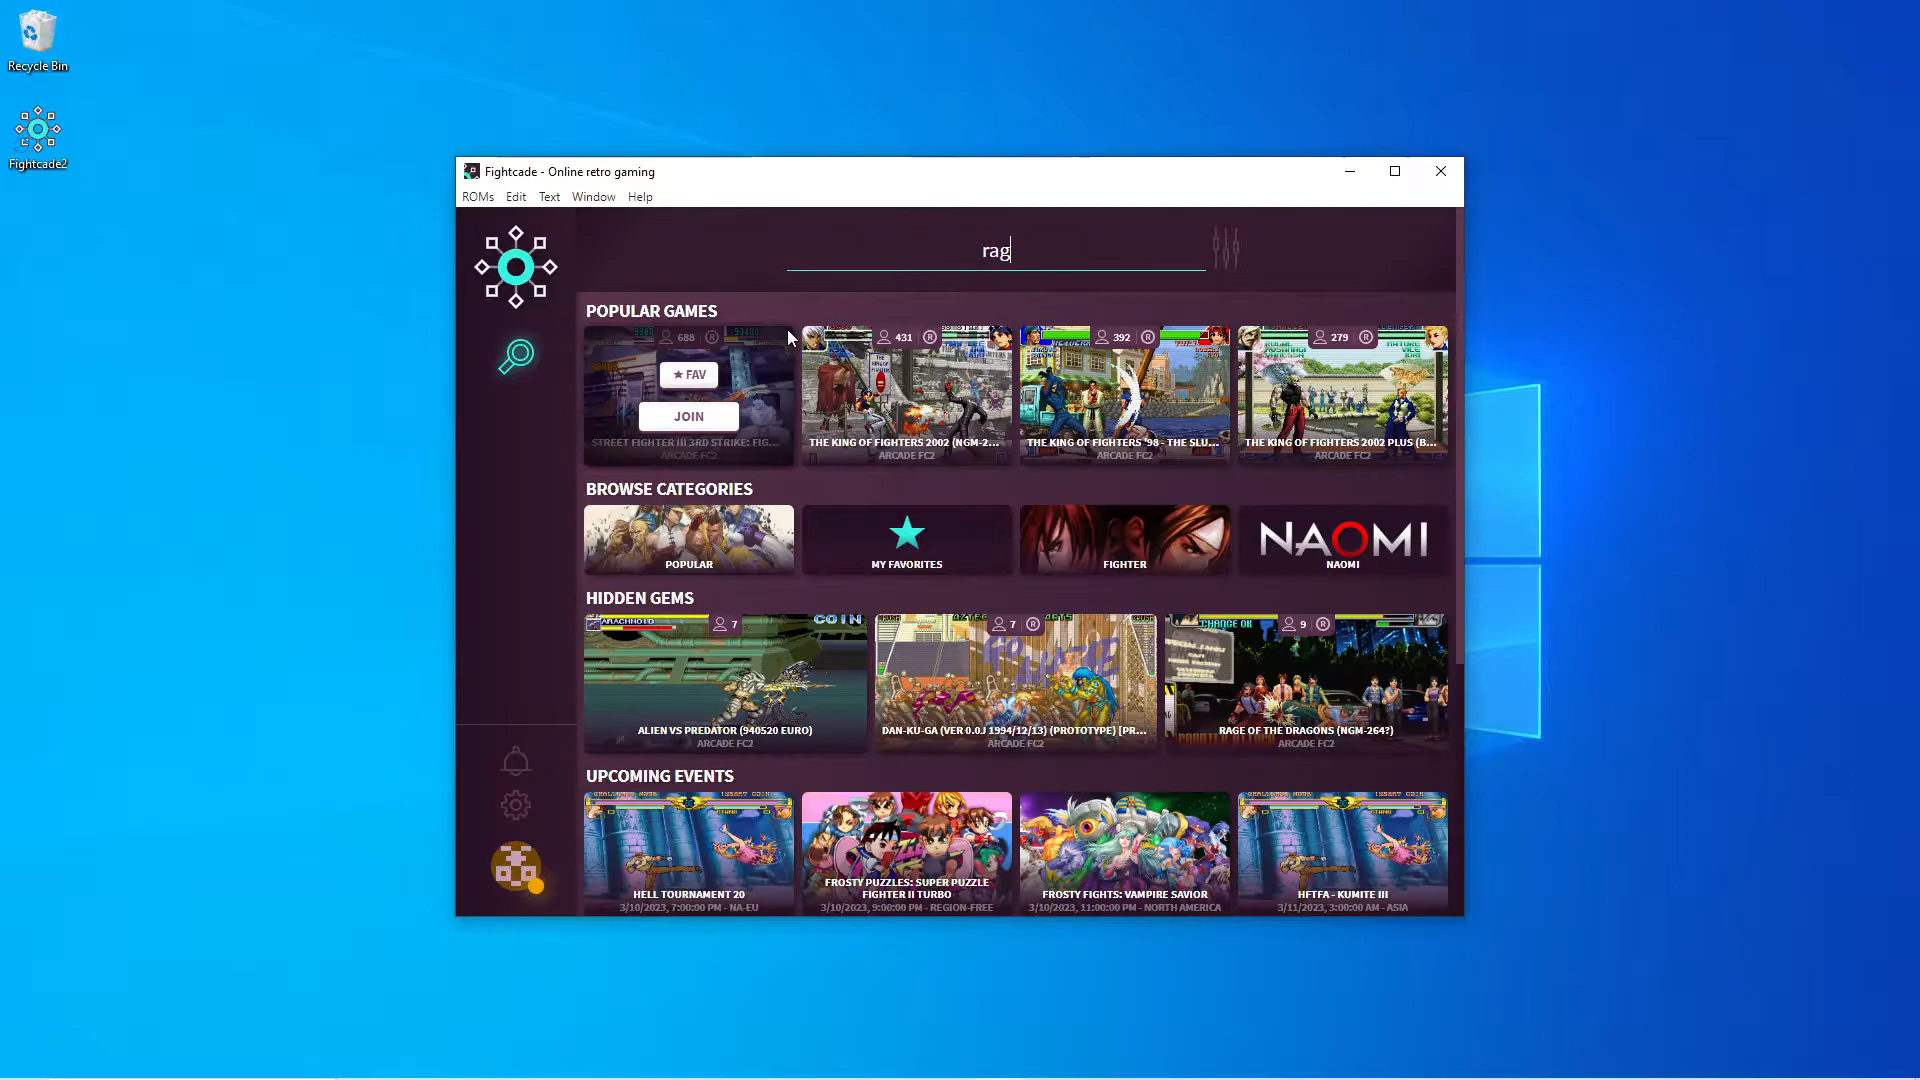 Recycle Bin
Fightcade2
Fightcade - Online retro gaming
ROMs Edit Text Window Help
rag
POPULAR GAMES
688 R
★ FAV
JOIN
STREET FIGHTER III 3RD STRIKE: FIG...
ARCADE FC2
431 R
THE KING OF FIGHTERS 2002 (NGM-2...
ARCADE FC2
392 R
THE KING OF FIGHTERS '98 - THE SLU...
ARCADE FC2
279 R
THE KING OF FIGHTERS 2002 PLUS (B...
ARCADE FC2
BROWSE CATEGORIES
POPULAR
MY FAVORITES
FIGHTER
NAOMI
NAOMI
HIDDEN GEMS
ARACHNOID
7
COIN
ALIEN VS PREDATOR (940520 EURO)
ARCADE FC2
7 R
DAN-KU-GA (VER 0.0J 1994/12/13) (PROTOTYPE) [PR...
ARCADE FC2
CHANGE OK
9 R
RAGE OF THE DRAGONS (NGM-264?)
ARCADE FC2
UPCOMING EVENTS
HELL TOURNAMENT 20
3/10/2023, 7:00:00 PM - NA-EU
FROSTY PUZZLES: SUPER PUZZLE
FIGHTER II TURBO
3/10/2023, 9:00:00 PM - REGION-FREE
FROSTY FIGHTS: VAMPIRE SAVIOR
3/10/2023, 11:00:00 PM - NORTH AMERICA
HFTFA - KUMITE III
3/11/2023, 3:00:00 AM - ASIA